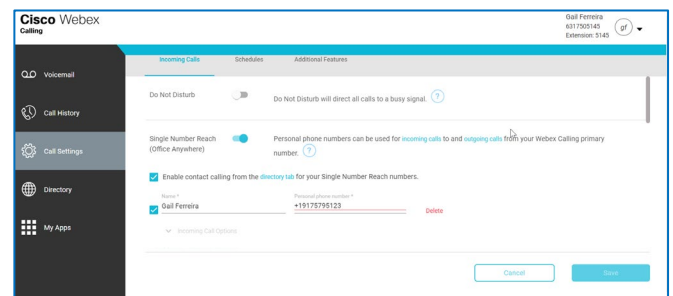 Cisco Webex
Calling
Gail Ferreira
6317505145
Extension: 5145
gf
Voicemail
Call History
Call Settings
Directory
My Apps
Incoming Calls
Schedules
Additional Features
Do Not Disturb
Do Not Disturb will direct all calls to a busy signal. ?
Single Number Reach
(Office Anywhere)
Personal phone numbers can be used for incoming calls to and outgoing calls from your Webex Calling primary
number. ?
Enable contact calling from the directory tab for your Single Number Reach numbers.
Name *
Gail Ferreira
Personal phone number *
+19175795123
Delete
Incoming Call Options
Cancel
Save